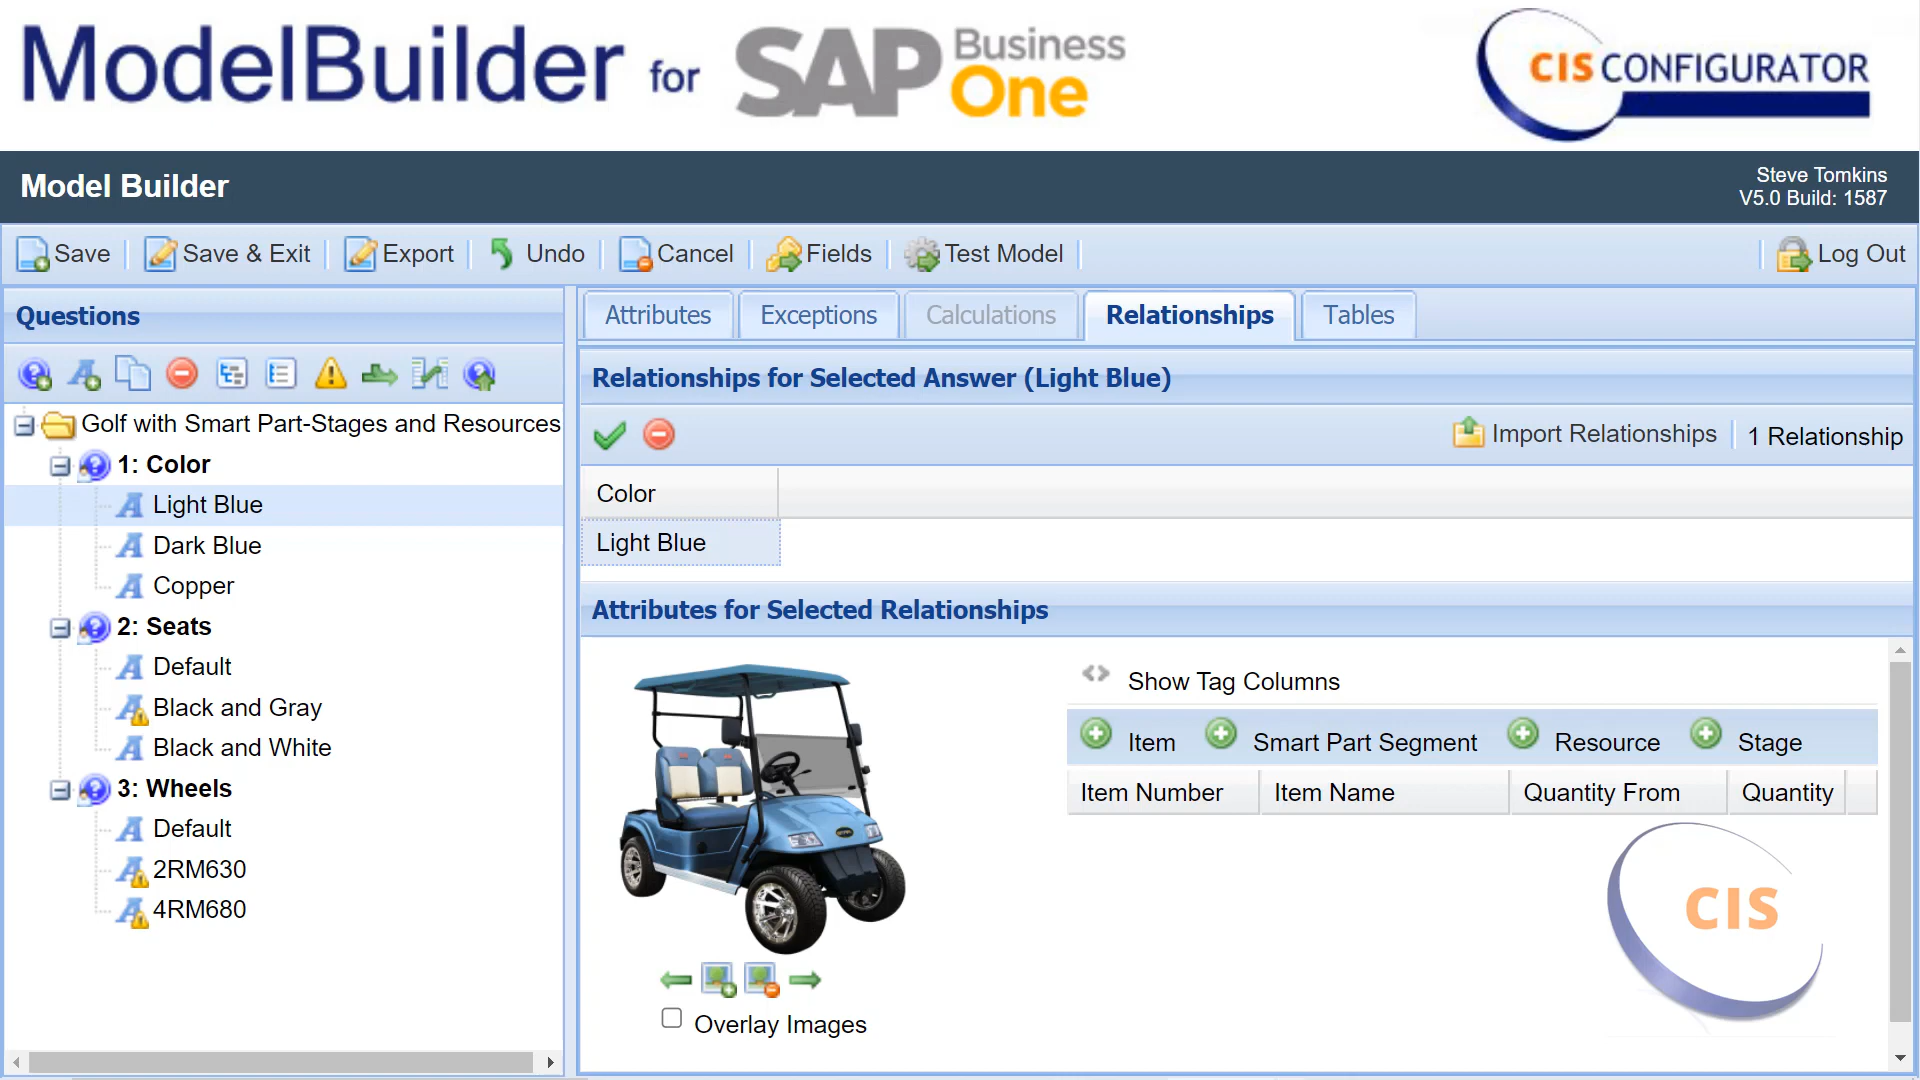 ModelBuilder for SAP Business One
CIS CONFIGURATOR
Model Builder
Steve Tomkins
V5.0 Build: 1587
Save Save & Exit Export Undo Cancel Fields Test Model Log Out
Questions
Attributes Exceptions Calculations Relationships Tables
Relationships for Selected Answer (Light Blue)
Import Relationships 1 Relationship
Golf with Smart Part-Stages and Resources
1: Color
Light Blue
Dark Blue
Copper
2: Seats
Default
Black and Gray
Black and White
3: Wheels
Default
2RM630
4RM680
Color
Light Blue
Attributes for Selected Relationships
Show Tag Columns
Item Smart Part Segment Resource Stage
Item Number Item Name Quantity From Quantity
CIS
Overlay Images